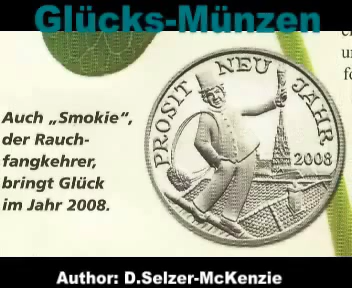 Glücks-Münzen
Auch „Smokie“,
der Rauch-
fangkehrer,
bringt Glück
im Jahr 2008.
PROSIT NEU JAHR
2008
Author: D.Selzer-McKenzie